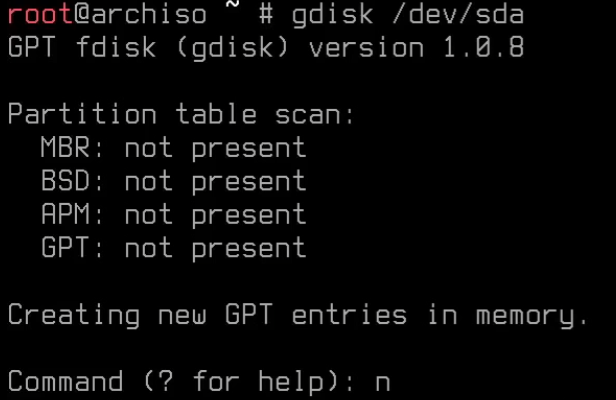 root@archiso ~ # gdisk /dev/sda
GPT fdisk (gdisk) version 1.0.8
Partition table scan:
MBR: not present
BSD: not present
APM: not present
GPT: not present
Creating new GPT entries in memory.
Command (? for help): n